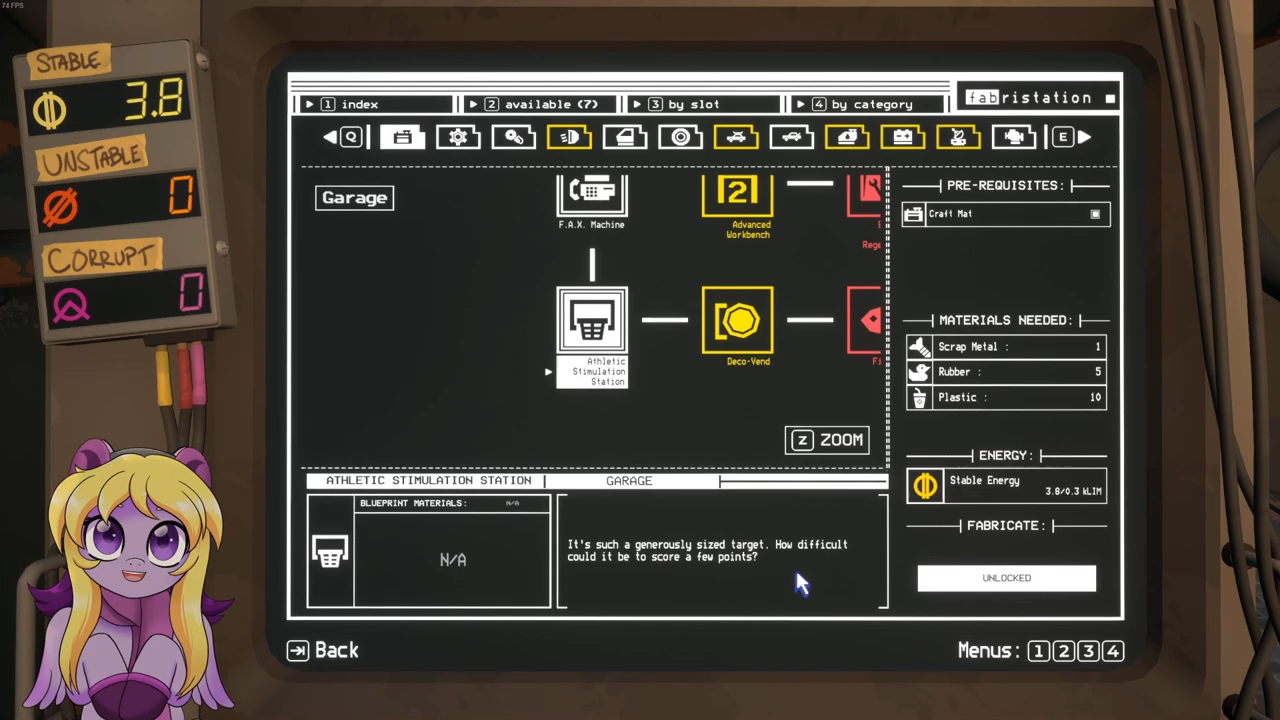 74 FPS
STABLE
3.8
UNSTABLE
0
CORRUPT
0
1 index
2 available (7)
3 by slot
4 by category
fabristation
Q
E
Garage
F.A.X. Machine
2
Advanced
Workbench
Rege
Athletic
Stimulation
Station
Deco-Vend
Z ZOOM
PRE-REQUISITES:
Craft Mat
MATERIALS NEEDED:
Scrap Metal : 1
Rubber : 5
Plastic : 10
ENERGY:
Stable Energy
3.8/0.3 kLIM
FABRICATE:
UNLOCKED
ATHLETIC STIMULATION STATION
GARAGE
BLUEPRINT MATERIALS: N/A
N/A
It's such a generously sized target. How difficult
could it be to score a few points?
Back
Menus: 1 2 3 4